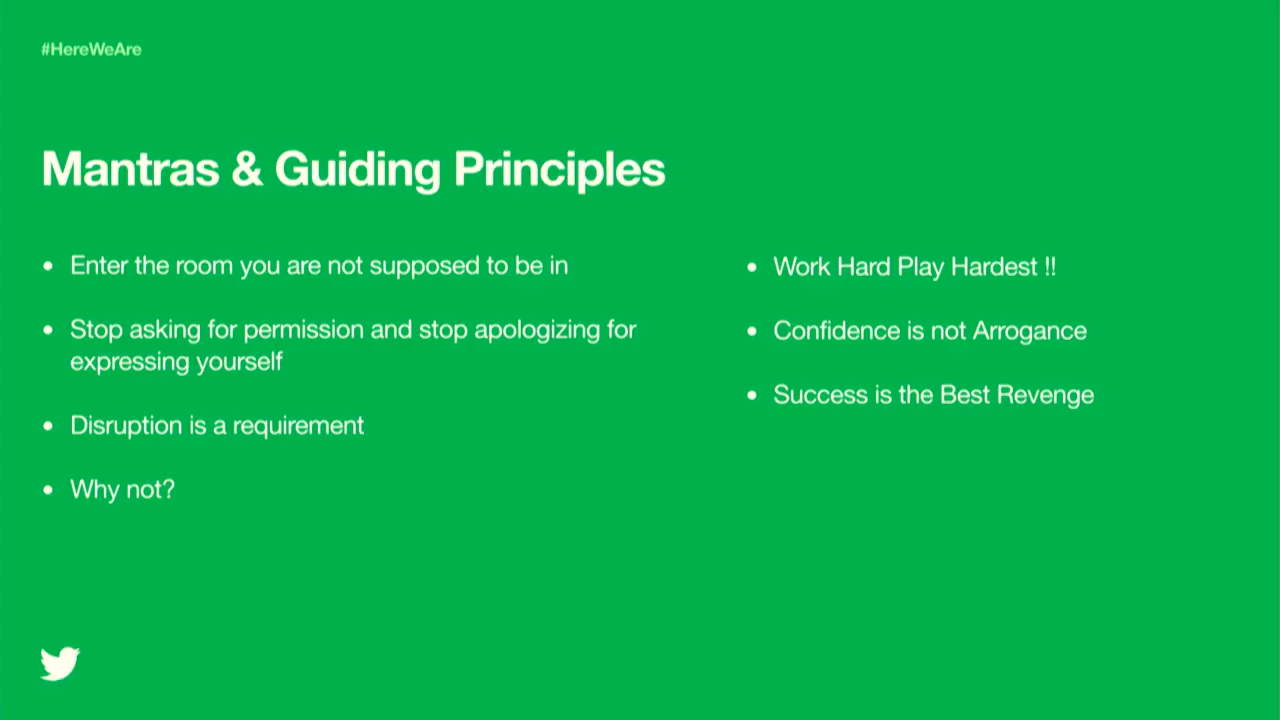 #HereWeAre
Mantras & Guiding Principles
• Enter the room you are not supposed to be in
• Stop asking for permission and stop apologizing for
expressing yourself
• Disruption is a requirement
• Why not?
• Work Hard Play Hardest !!
• Confidence is not Arrogance
• Success is the Best Revenge